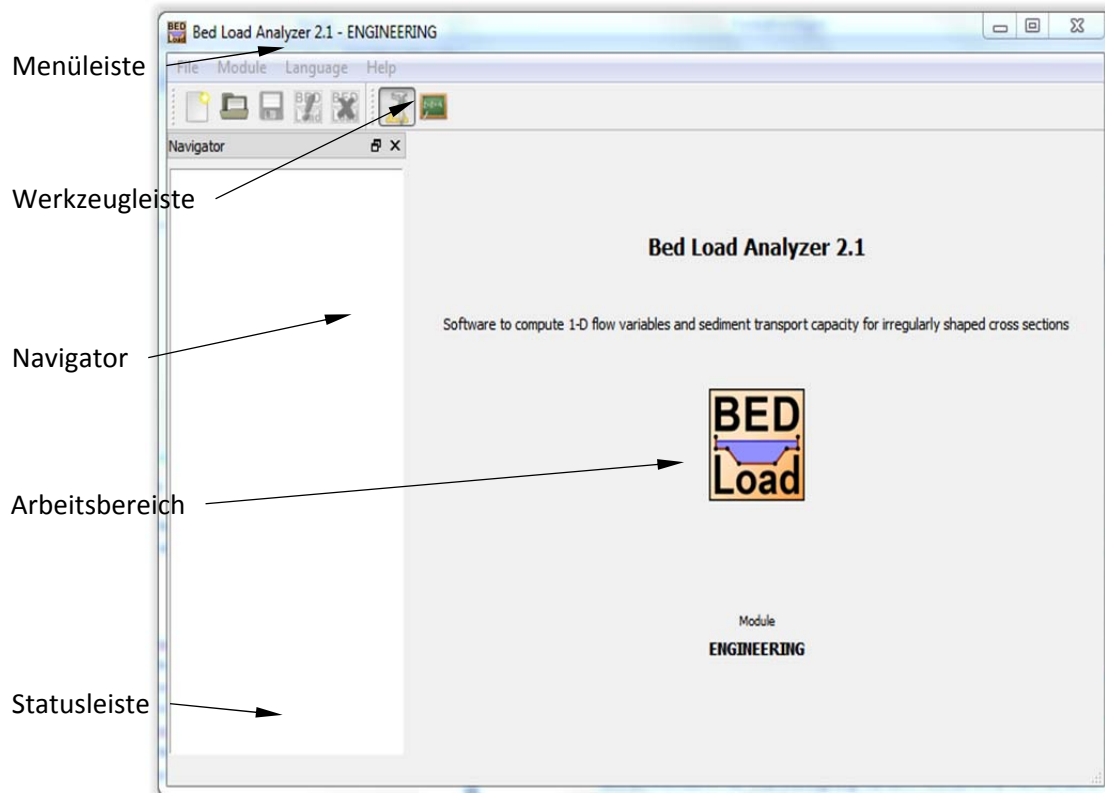 Bed Load Analyzer 2.1 - ENGINEERING
Menüleiste
File Module Language Help
Navigator
Werkzeugleiste
Bed Load Analyzer 2.1
Software to compute 1-D flow variables and sediment transport capacity for irregularly shaped cross sections
Navigator
BED
Load
Arbeitsbereich
Module
ENGINEERING
Statusleiste